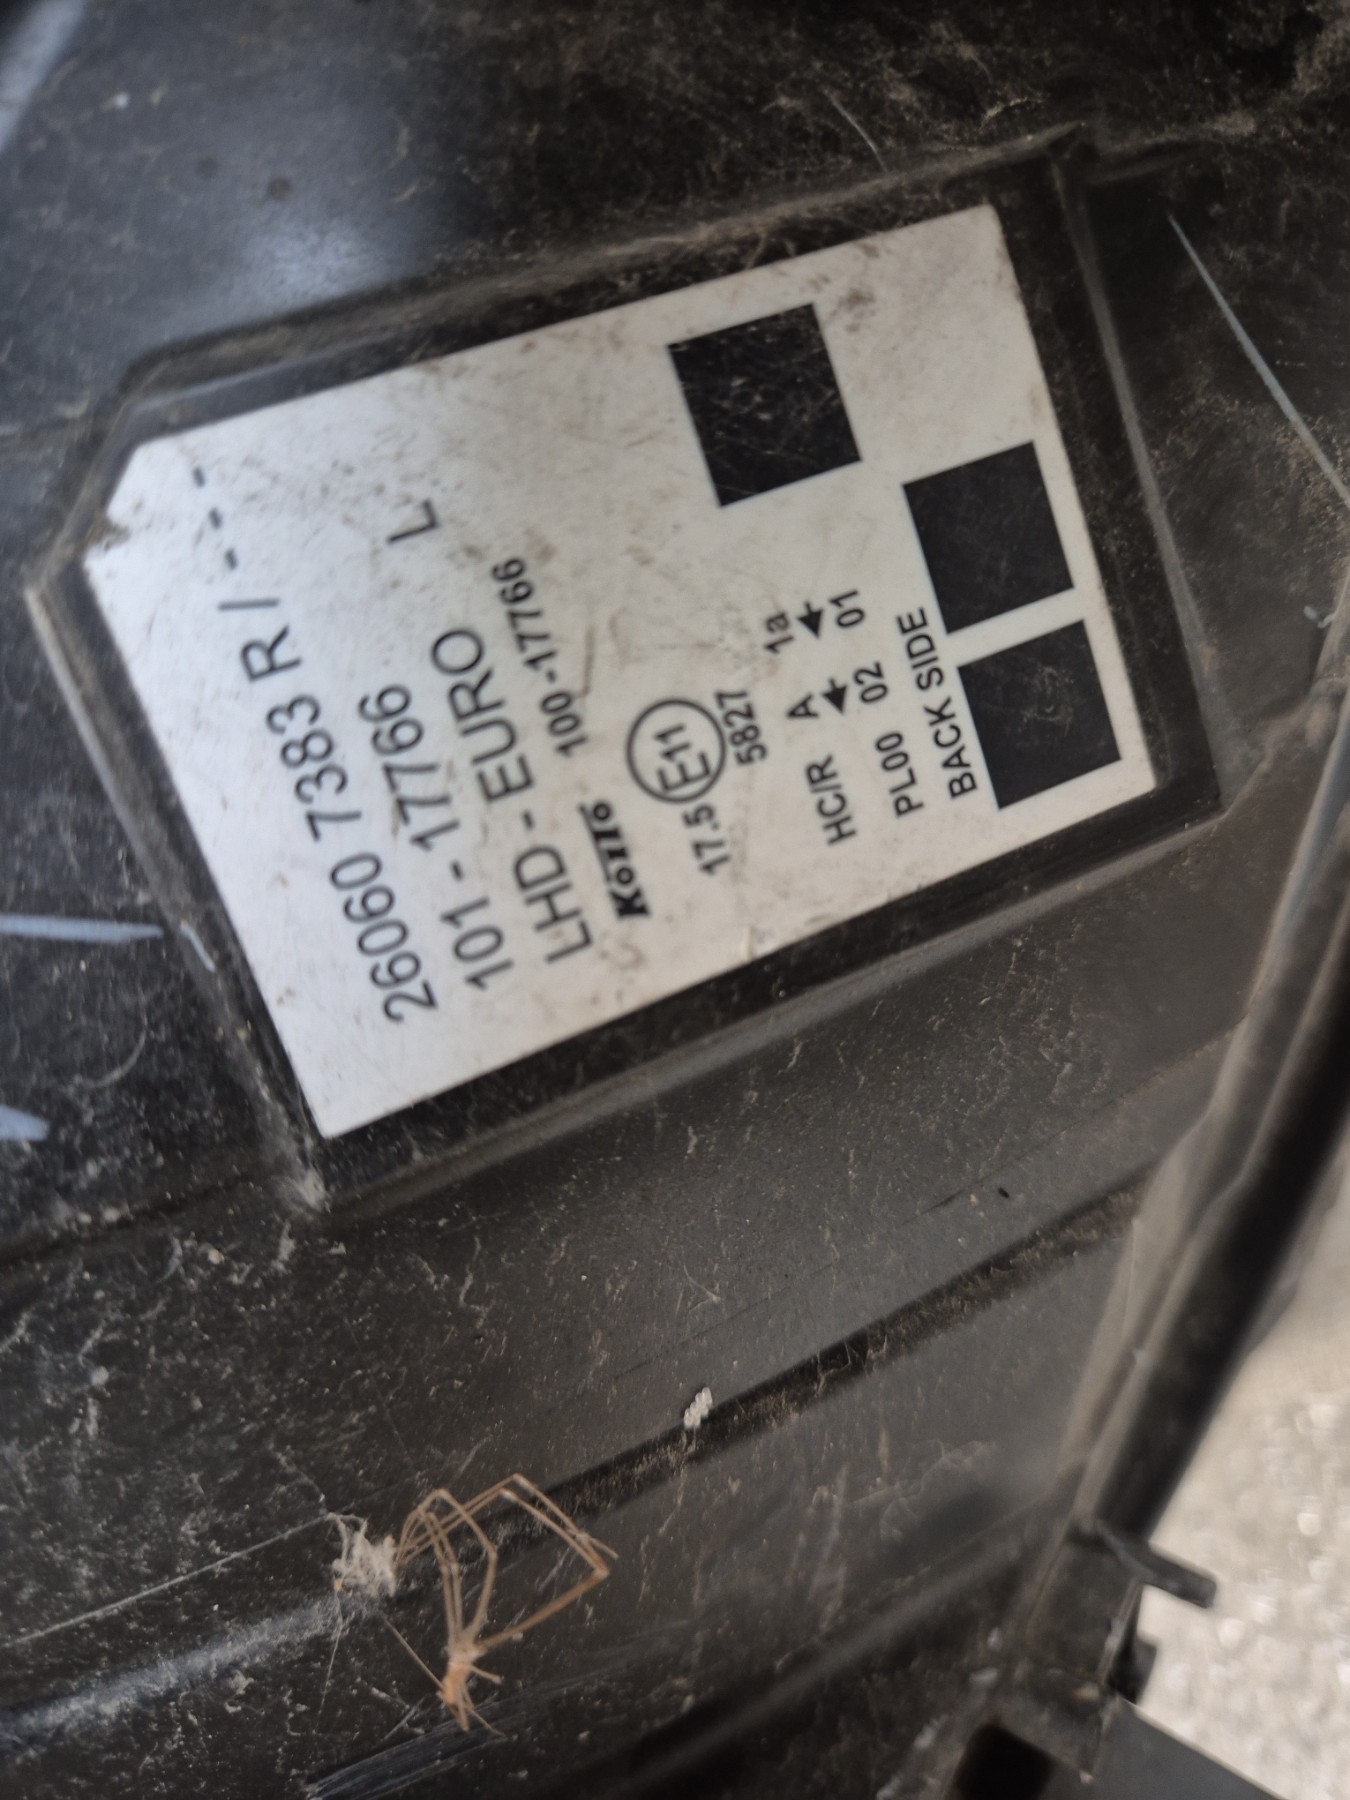 26060 7383 R / - - - -
101 - 17766 L
LHD - EURO
KOITO 100-17766
17.5 E11
5827
HC/R A 1a
PL00 02 01
BACK SIDE